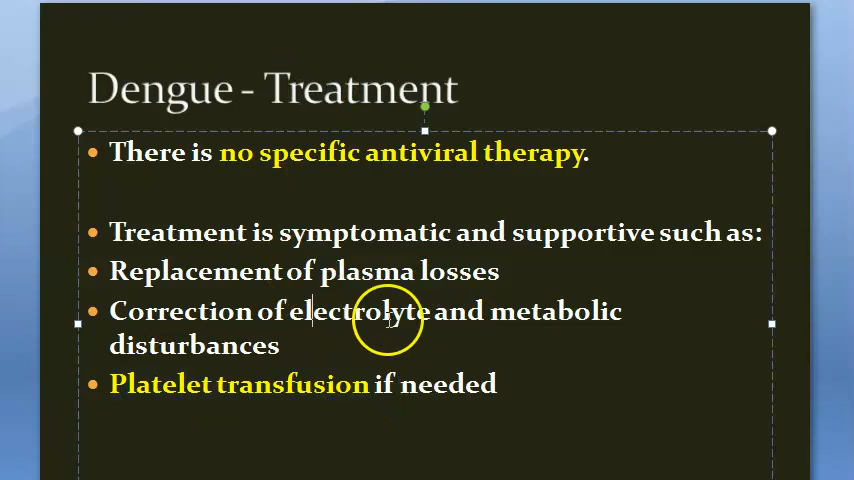 Dengue - Treatment
There is no specific antiviral therapy.
Treatment is symptomatic and supportive such as:
Replacement of plasma losses
Correction of electrolyte and metabolic
disturbances
Platelet transfusion if needed